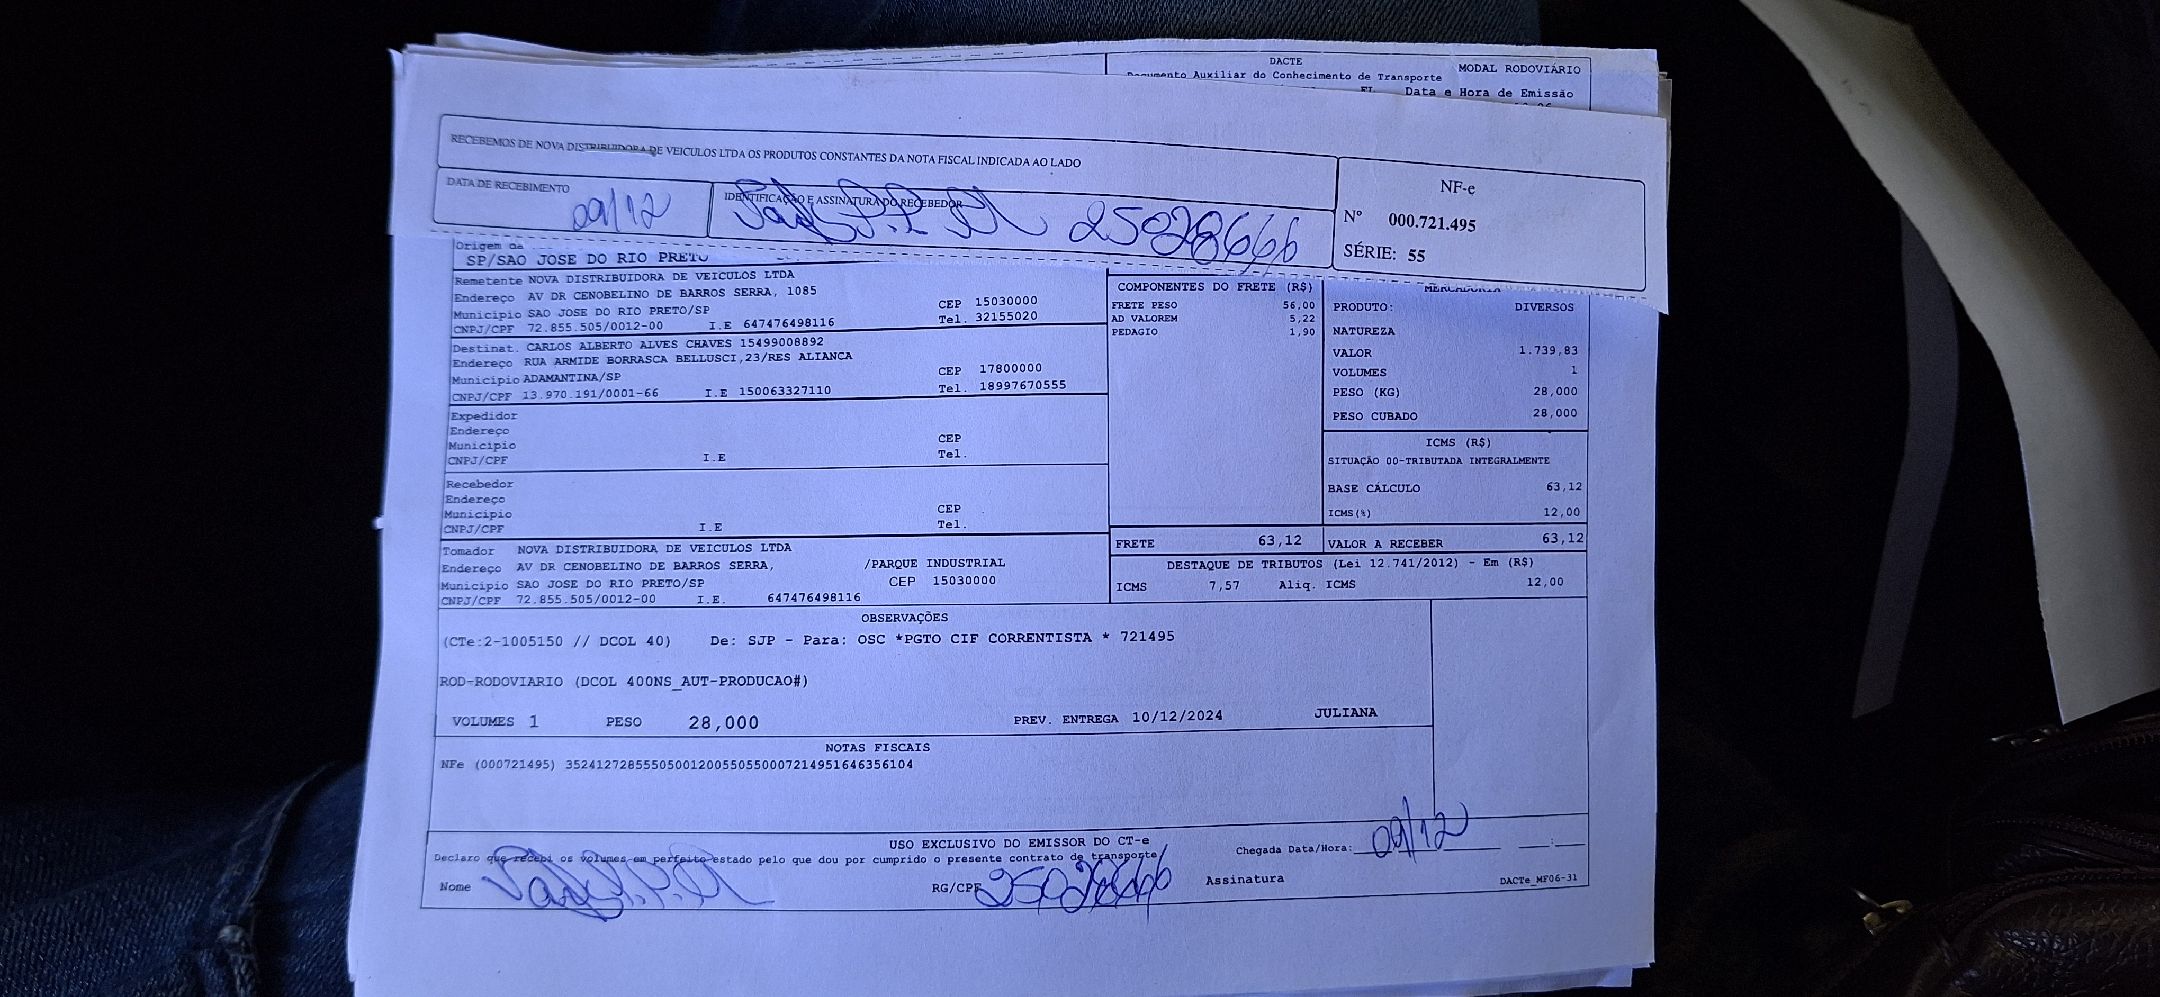 DACTE
Documento Auxiliar do Conhecimento de Transporte
MODAL RODOVIÁRIO
Data e Hora de Emissão
RECEBEMOS DE NOVA DISTRIBUIDORA DE VEICULOS LTDA OS PRODUTOS CONSTANTES DA NOTA FISCAL INDICADA AO LADO
DATA DE RECEBIMENTO
09/12
IDENTIFICAÇÃO E ASSINATURA DO RECEBEDOR
NF-e
Nº 000.721.495
SÉRIE: 55
Origem da
SP/SAO JOSE DO RIO PRETO
Remetente NOVA DISTRIBUIDORA DE VEICULOS LTDA
Endereço AV DR CENOBELINO DE BARROS SERRA, 1085
Município SAO JOSE DO RIO PRETO/SP CEP 15030000
CNPJ/CPF 72.855.505/0012-00 I.E 647476498116 Tel. 32155020
Destinat. CARLOS ALBERTO ALVES CHAVES 15499008892
Endereço RUA ARMIDE BORRASCA BELLUSCI,23/RES ALIANCA
Município ADAMANTINA/SP CEP 17800000
CNPJ/CPF 13.970.191/0001-66 I.E 150063327110 Tel. 18997670555
Expedidor
Endereço
Município CEP
CNPJ/CPF I.E Tel.
Recebedor
Endereço
Município CEP
CNPJ/CPF I.E Tel.
Tomador NOVA DISTRIBUIDORA DE VEICULOS LTDA
Endereço AV DR CENOBELINO DE BARROS SERRA, /PARQUE INDUSTRIAL
Município SAO JOSE DO RIO PRETO/SP CEP 15030000
CNPJ/CPF 72.855.505/0012-00 I.E. 647476498116
COMPONENTES DO FRETE (R$)
FRETE PESO 56,00
AD VALOREM 5,22
PEDAGIO 1,90
FRETE 63,12
MERCADORIA
PRODUTO: DIVERSOS
NATUREZA
VALOR 1.739,83
VOLUMES 1
PESO (KG) 28,000
PESO CUBADO 28,000
ICMS (R$)
SITUAÇÃO 00-TRIBUTADA INTEGRALMENTE
BASE CÁLCULO 63,12
ICMS(%) 12,00
VALOR A RECEBER 63,12
DESTAQUE DE TRIBUTOS (Lei 12.741/2012) - Em (R$)
ICMS 7,57 Aliq. ICMS 12,00
OBSERVAÇÕES
(CTe:2-1005150 // DCOL 40) De: SJP - Para: OSC *PGTO CIF CORRENTISTA * 721495
ROD-RODOVIARIO (DCOL 400NS_AUT-PRODUCAO#)
VOLUMES 1 PESO 28,000 PREV. ENTREGA 10/12/2024 JULIANA
NOTAS FISCAIS
NFe (000721495) 35241272855505001200550550007214951646356104
USO EXCLUSIVO DO EMISSOR DO CT-e
Declaro que recebi os volumes em perfeito estado pelo que dou por cumprido o presente contrato de transporte
Chegada Data/Hora: 09/12 :
Nome RG/CPF Assinatura
DACTe_MF06-31